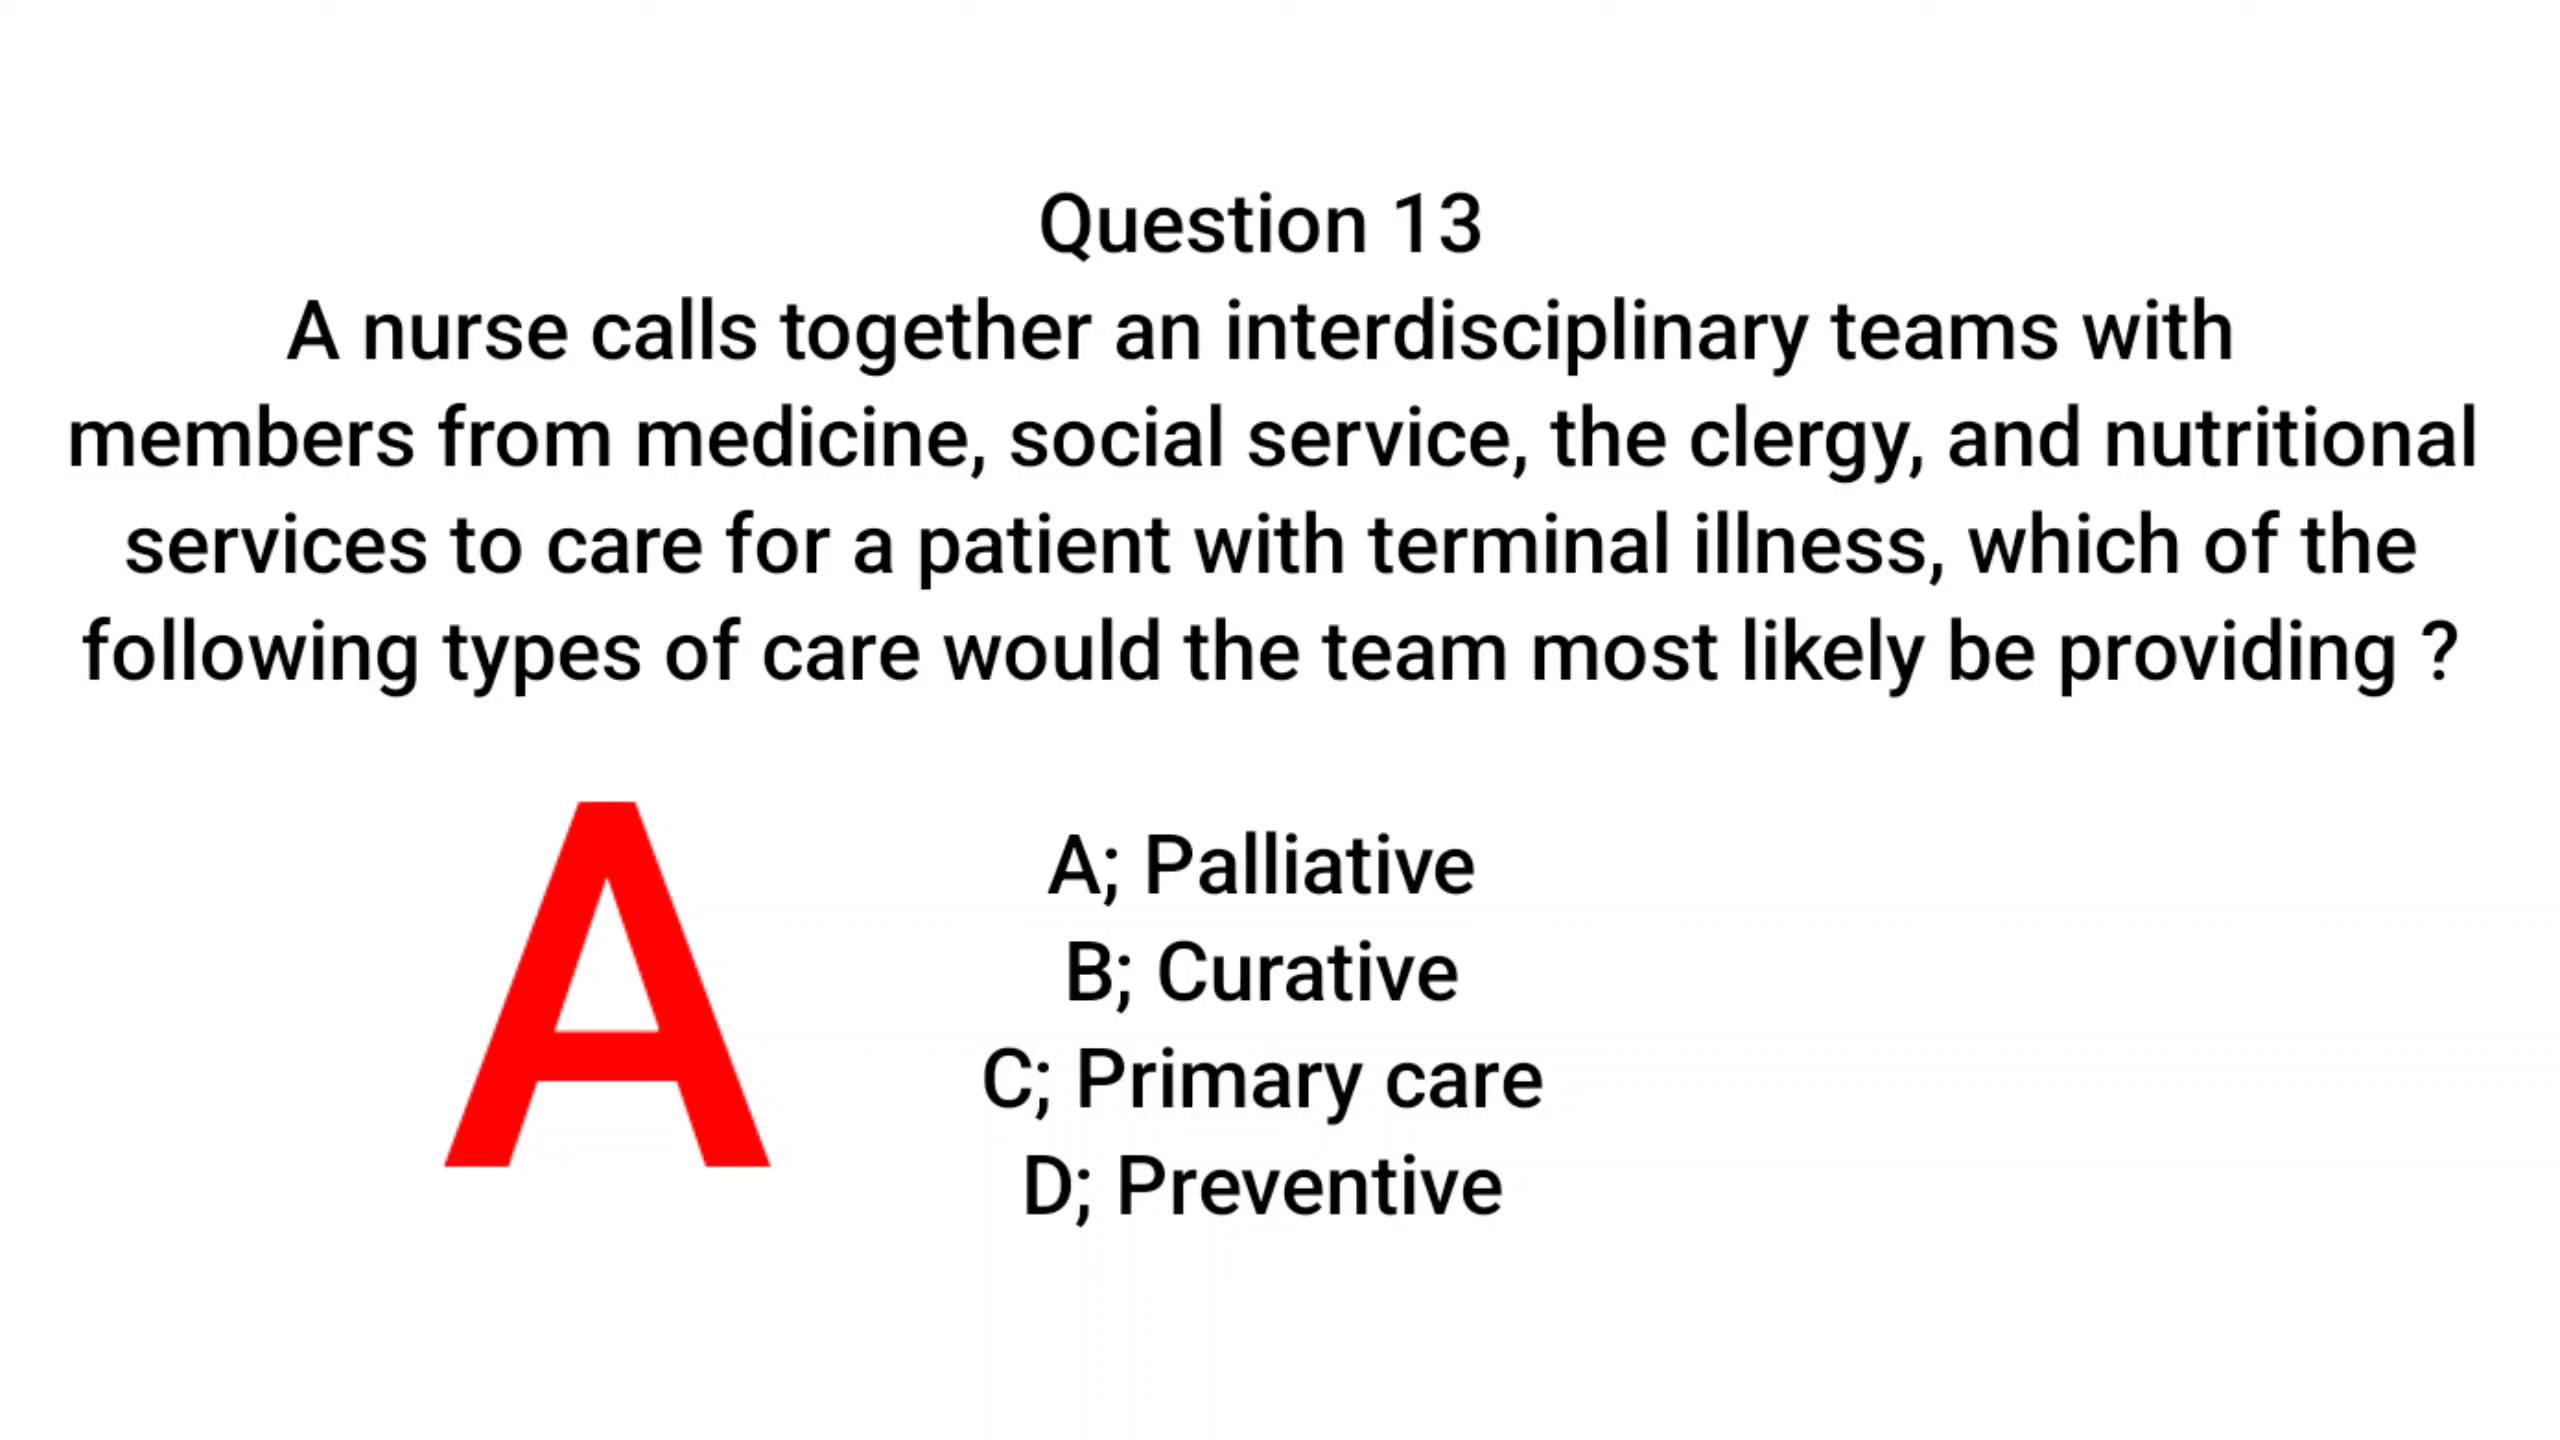 Question 13
A nurse calls together an interdisciplinary teams with
members from medicine, social service, the clergy, and nutritional
services to care for a patient with terminal illness, which of the
following types of care would the team most likely be providing ?
A
A; Palliative
B; Curative
C; Primary care
D; Preventive